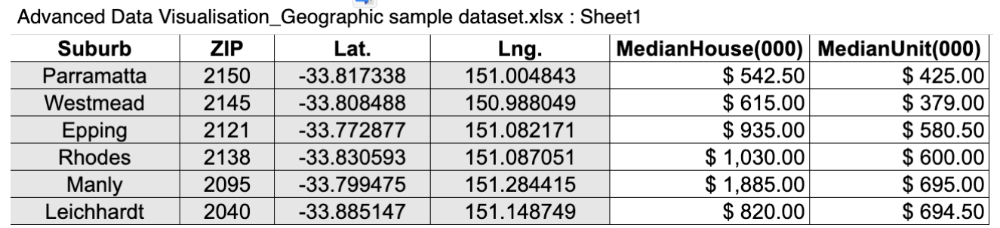 Advanced Data Visualisation_Geographic sample dataset.xlsx : Sheet1
Suburb ZIP Lat. Lng. MedianHouse(000) MedianUnit(000)
Parramatta 2150 -33.817338 151.004843 $ 542.50 $ 425.00
Westmead 2145 -33.808488 150.988049 $ 615.00 $ 379.00
Epping 2121 -33.772877 151.082171 $ 935.00 $ 580.50
Rhodes 2138 -33.830593 151.087051 $ 1,030.00 $ 600.00
Manly 2095 -33.799475 151.284415 $ 1,885.00 $ 695.00
Leichhardt 2040 -33.885147 151.148749 $ 820.00 $ 694.50